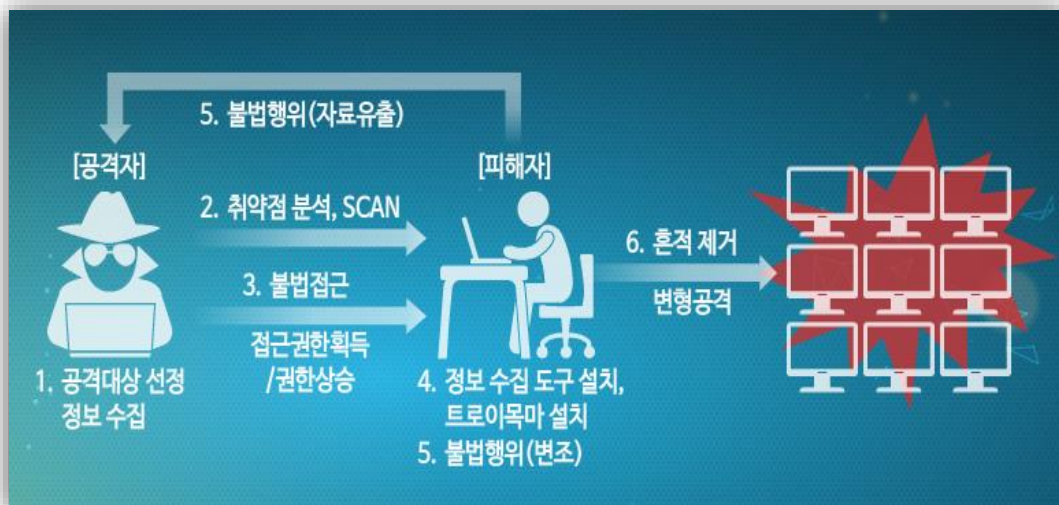 5. 불법행위(자료유출)
[공격자]
[피해자]
2. 취약점 분석, SCAN
3. 불법접근
접근권한획득
/권한상승
6. 흔적 제거
변형공격
1. 공격대상 선정
정보 수집
4. 정보 수집 도구 설치,
트로이목마 설치
5. 불법행위(변조)